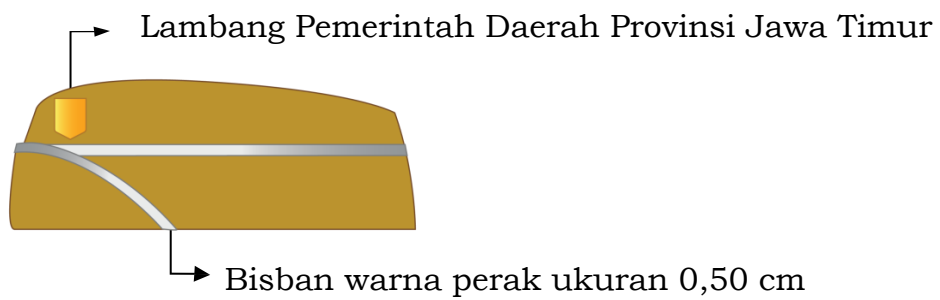 Lambang Pemerintah Daerah Provinsi Jawa Timur
Bisban warna perak ukuran 0,50 cm